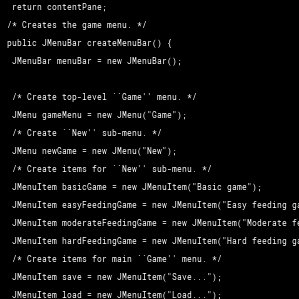 return contentPane;
/* Creates the game menu. */
public JMenuBar createMenuBar() {
JMenuBar menuBar = new JMenuBar();
/* Create top-level ``Game'' menu. */
JMenu gameMenu = new JMenu("Game");
/* Create ``New'' sub-menu. */
JMenu newGame = new JMenu("New");
/* Create items for ``New'' sub-menu. */
JMenuItem basicGame = new JMenuItem("Basic game");
JMenuItem easyFeedingGame = new JMenuItem("Easy feeding ga
JMenuItem moderateFeedingGame = new JMenuItem("Moderate fe
JMenuItem hardFeedingGame = new JMenuItem("Hard feeding ga
/* Create items for main ``Game'' menu. */
JMenuItem save = new JMenuItem("Save...");
JMenuItem load = new JMenuItem("Load...");